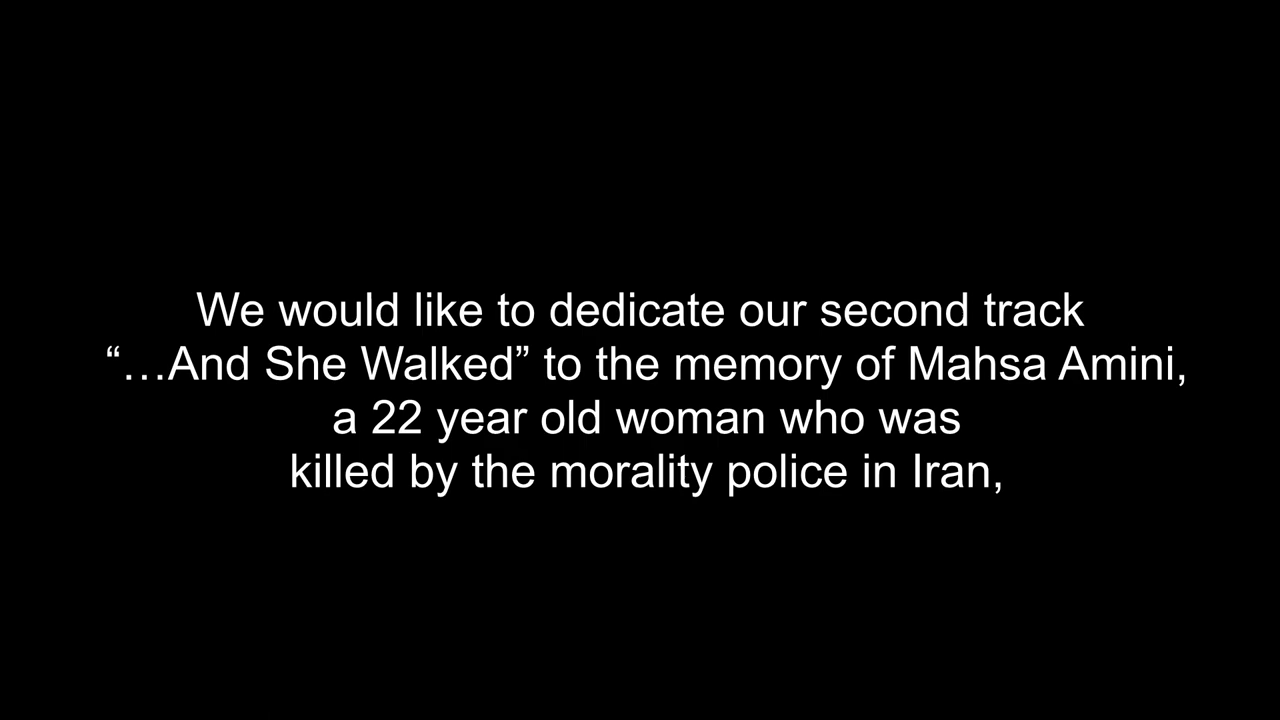 We would like to dedicate our second track
“…And She Walked” to the memory of Mahsa Amini,
a 22 year old woman who was
killed by the morality police in Iran,